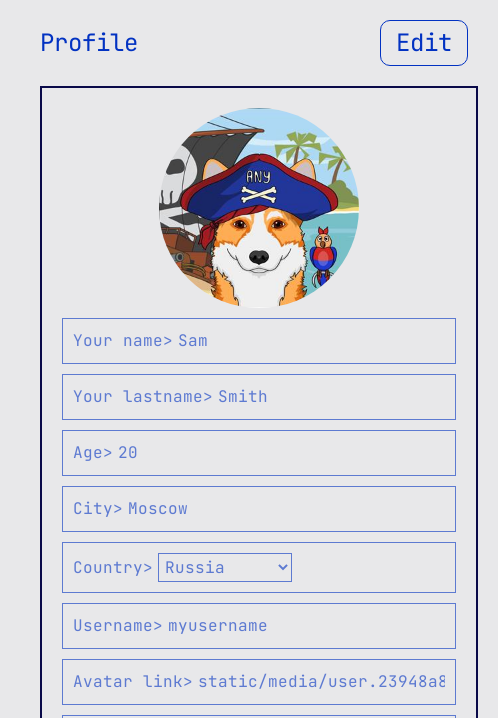 Profile
Edit
ANY
Your name> Sam
Your lastname> Smith
Age> 20
City> Moscow
Country> Russia
Username> myusername
Avatar link> static/media/user.23948a8